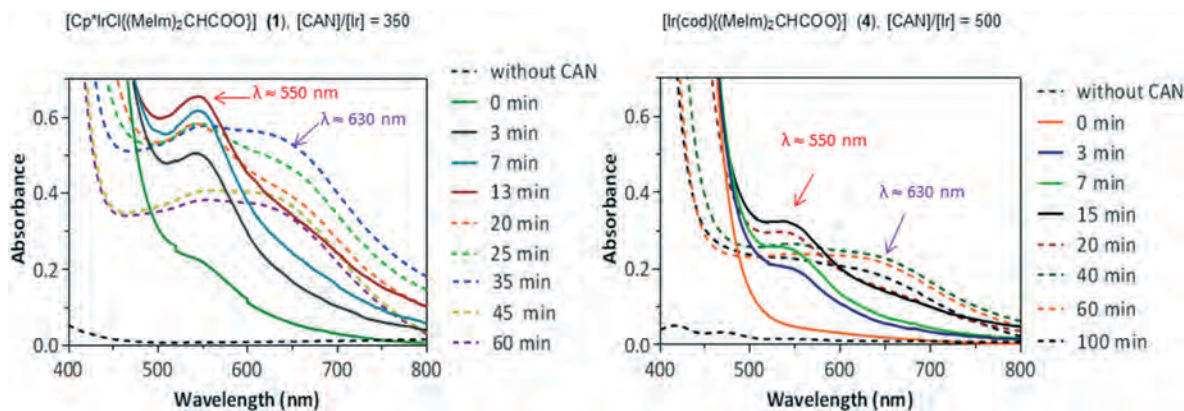 [Cp*IrCl{(MeIm)₂CHCOO}] (1), [CAN]/[Ir] = 350
λ ≈ 550 nm
λ ≈ 630 nm
0.6
0.4
0.2
0.0
400 500 600 700 800
Absorbance
Wavelength (nm)
without CAN
0 min
3 min
7 min
13 min
20 min
25 min
35 min
45 min
60 min
[Ir(cod){(MeIm)₂CHCOO}] (4), [CAN]/[Ir] = 500
λ ≈ 550 nm
λ ≈ 630 nm
0.6
0.4
0.2
0.0
400 500 600 700 800
Absorbance
Wavelength (nm)
without CAN
0 min
3 min
7 min
15 min
20 min
40 min
60 min
100 min